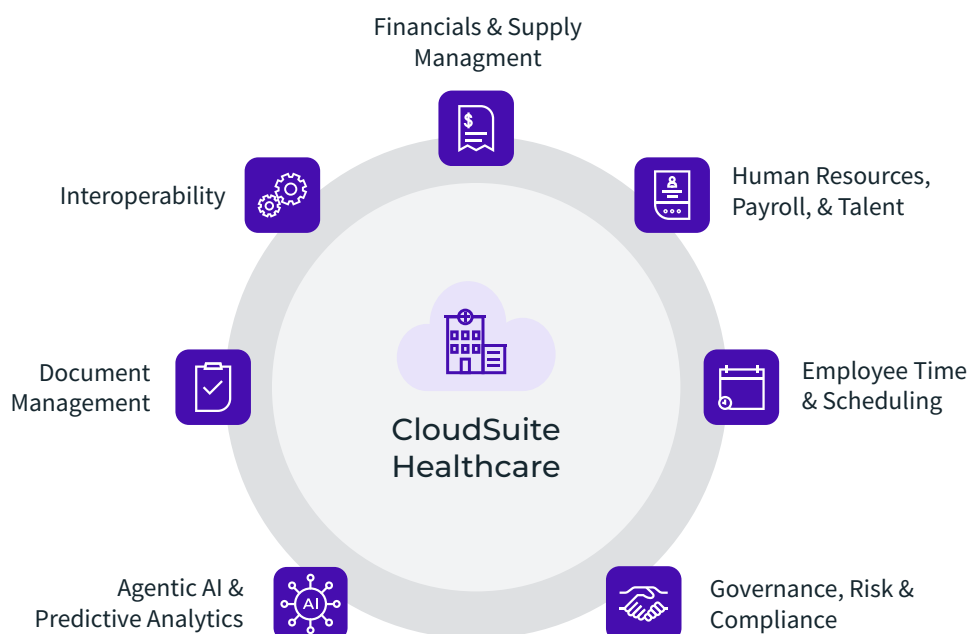 Financials & Supply
Managment
Interoperability
Human Resources,
Payroll, & Talent
$
Document
Management
Employee Time
& Scheduling
CloudSuite
Healthcare
Agentic AI &
Predictive Analytics
AI
Governance, Risk &
Compliance